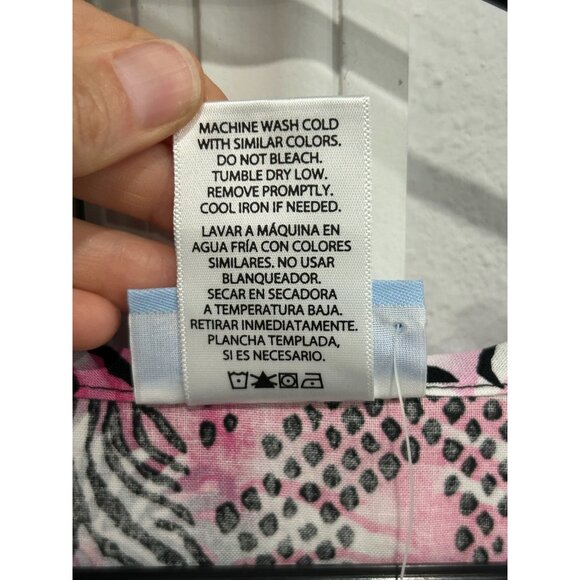 MACHINE WASH COLD
WITH SIMILAR COLORS.
DO NOT BLEACH.
TUMBLE DRY LOW.
REMOVE PROMPTLY.
COOL IRON IF NEEDED.
LAVAR A MÁQUINA EN
AGUA FRÍA CON COLORES
SIMILARES. NO USAR
BLANQUEADOR.
SECAR EN SECADORA
A TEMPERATURA BAJA.
RETIRAR INMEDIATAMENTE.
PLANCHA TEMPLADA,
SI ES NECESARIO.